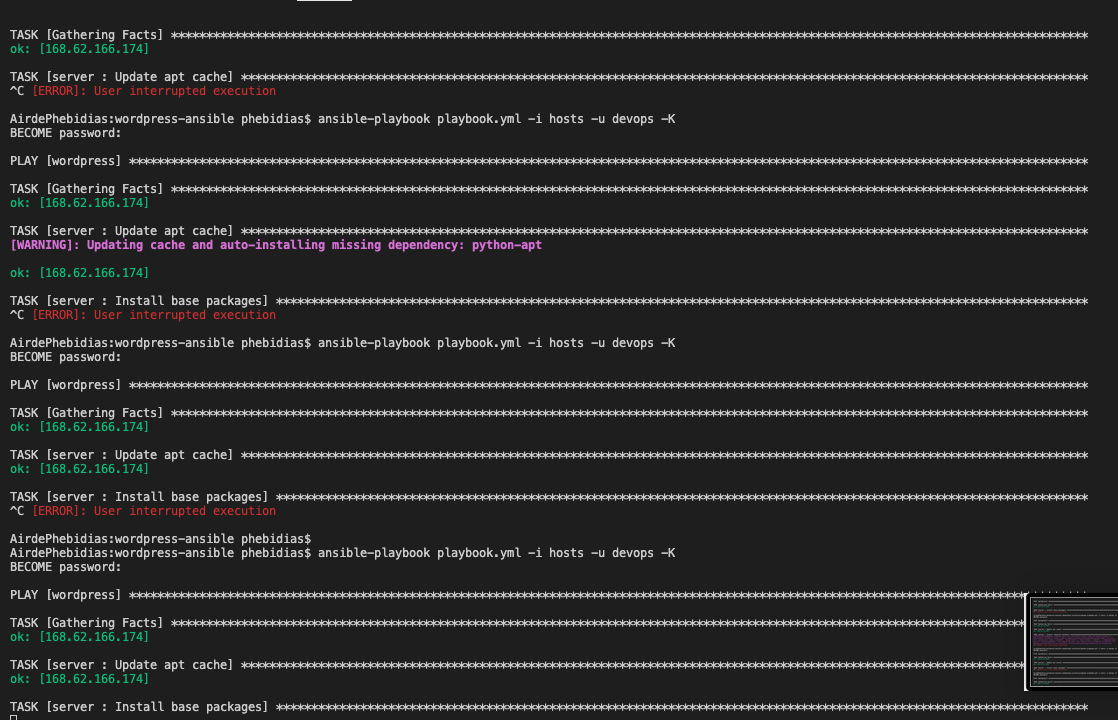 TASK [Gathering Facts] ***********************************************************************************************************************************
ok: [168.62.166.174]
TASK [server : Update apt cache] *************************************************************************************************************************
^C [ERROR]: User interrupted execution
AirdePhebidias:wordpress-ansible phebidias$ ansible-playbook playbook.yml -i hosts -u devops -K
BECOME password:
PLAY [wordpress] *****************************************************************************************************************************************
TASK [Gathering Facts] ***********************************************************************************************************************************
ok: [168.62.166.174]
TASK [server : Update apt cache] *************************************************************************************************************************
[WARNING]: Updating cache and auto-installing missing dependency: python-apt
ok: [168.62.166.174]
TASK [server : Install base packages] ********************************************************************************************************************
^C [ERROR]: User interrupted execution
AirdePhebidias:wordpress-ansible phebidias$ ansible-playbook playbook.yml -i hosts -u devops -K
BECOME password:
PLAY [wordpress] *****************************************************************************************************************************************
TASK [Gathering Facts] ***********************************************************************************************************************************
ok: [168.62.166.174]
TASK [server : Update apt cache] *************************************************************************************************************************
ok: [168.62.166.174]
TASK [server : Install base packages] ********************************************************************************************************************
^C [ERROR]: User interrupted execution
AirdePhebidias:wordpress-ansible phebidias$
AirdePhebidias:wordpress-ansible phebidias$ ansible-playbook playbook.yml -i hosts -u devops -K
BECOME password:
PLAY [wordpress] *****************************************************************************************************************************************
TASK [Gathering Facts] **************************************************************************************************************************
ok: [168.62.166.174]
TASK [server : Update apt cache] ****************************************************************************************************************
ok: [168.62.166.174]
TASK [server : Install base packages] ********************************************************************************************************************